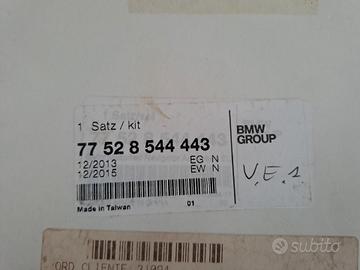 1 Satz / kit
77 52 8 544 443
12/2013 EG N
12/2015 EW N
Made in Taiwan 01
BMW
GROUP
V.E.1
ORD CLIENTE
subito